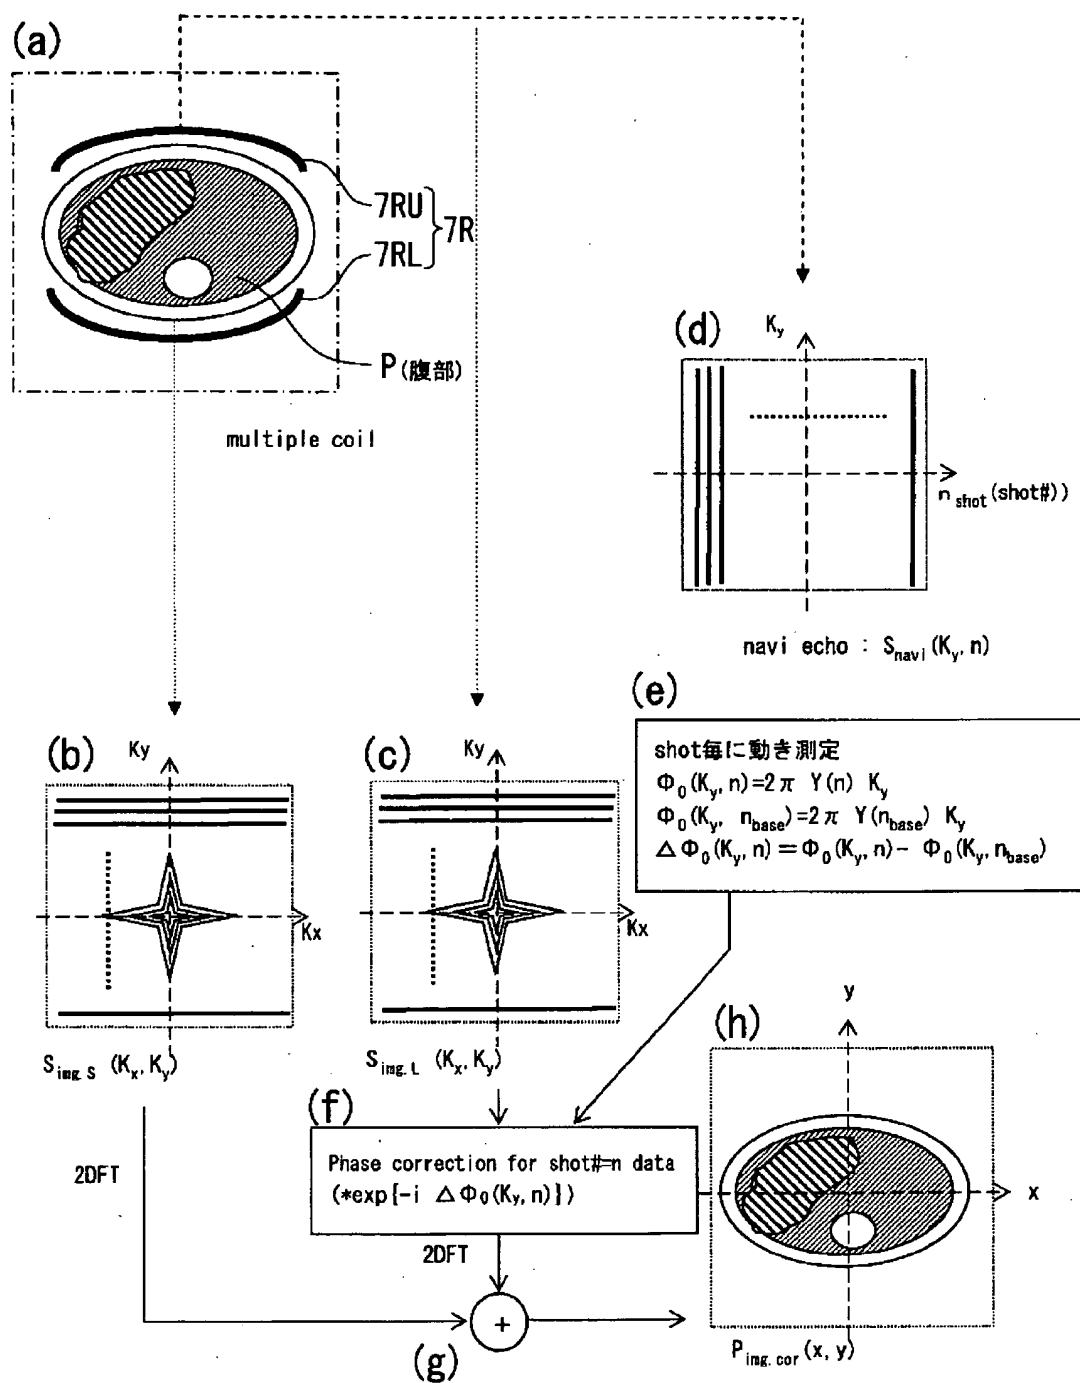 (a)
7RU
7RL
7R
P(腹部)
multiple coil
(d)
Ky
n shot(shot#))
navi echo : Snavi(Ky, n)
(e)
shot毎に動き測定
Φ0(Ky, n)=2π Y(n) Ky
Φ0(Ky, nbase)=2π Y(nbase) Ky
△Φ0(Ky, n)=Φ0(Ky, n)- Φ0(Ky, nbase)
(b)
Ky
Kx
Simg.S (Kx, Ky)
(c)
Ky
Kx
Simg.L (Kx, Ky)
2DFT
(f)
Phase correction for shot#=n data
(*exp{-i △Φ0(Ky, n)})
2DFT
+
(g)
(h)
y
x
Pimg.cor(x, y)